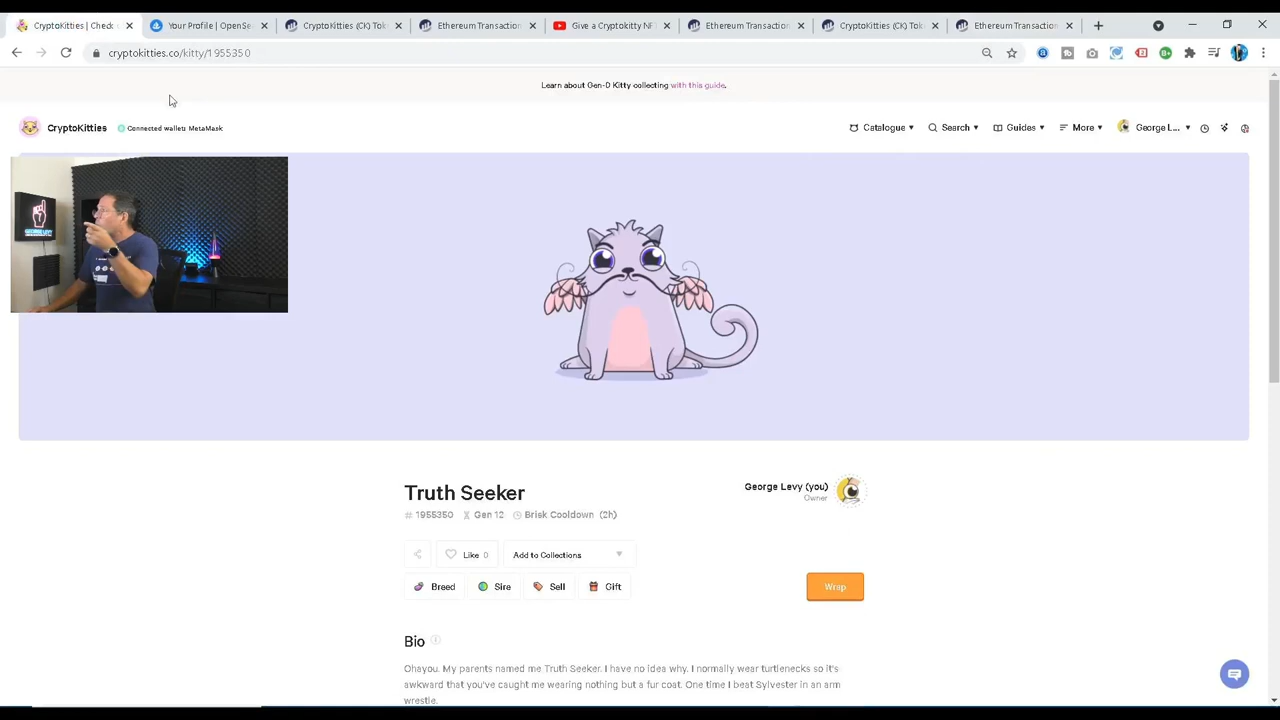 CryptoKitties | Check
Your Profile | OpenSe
CryptoKitties (CK) Tok
Ethereum Transaction
Give a Cryptokitty NF
Ethereum Transaction
CryptoKitties (CK) Tok
Ethereum Transaction
cryptokitties.co/kitty/1955350
Learn about Gen-0 Kitty collecting with this guide.
CryptoKitties
Connected wallet: MetaMask
Catalogue
Search
Guides
More
George L...
Truth Seeker
George Levy (you)
Owner
# 1955350 Gen 12 Brisk Cooldown (2h)
Like 0
Add to Collections
Breed
Sire
Sell
Gift
Wrap
Bio
Ohayou. My parents named me Truth Seeker. I have no idea why. I normally wear turtlenecks so it's
awkward that you've caught me wearing nothing but a fur coat. One time I beat Sylvester in an arm
wrestle.